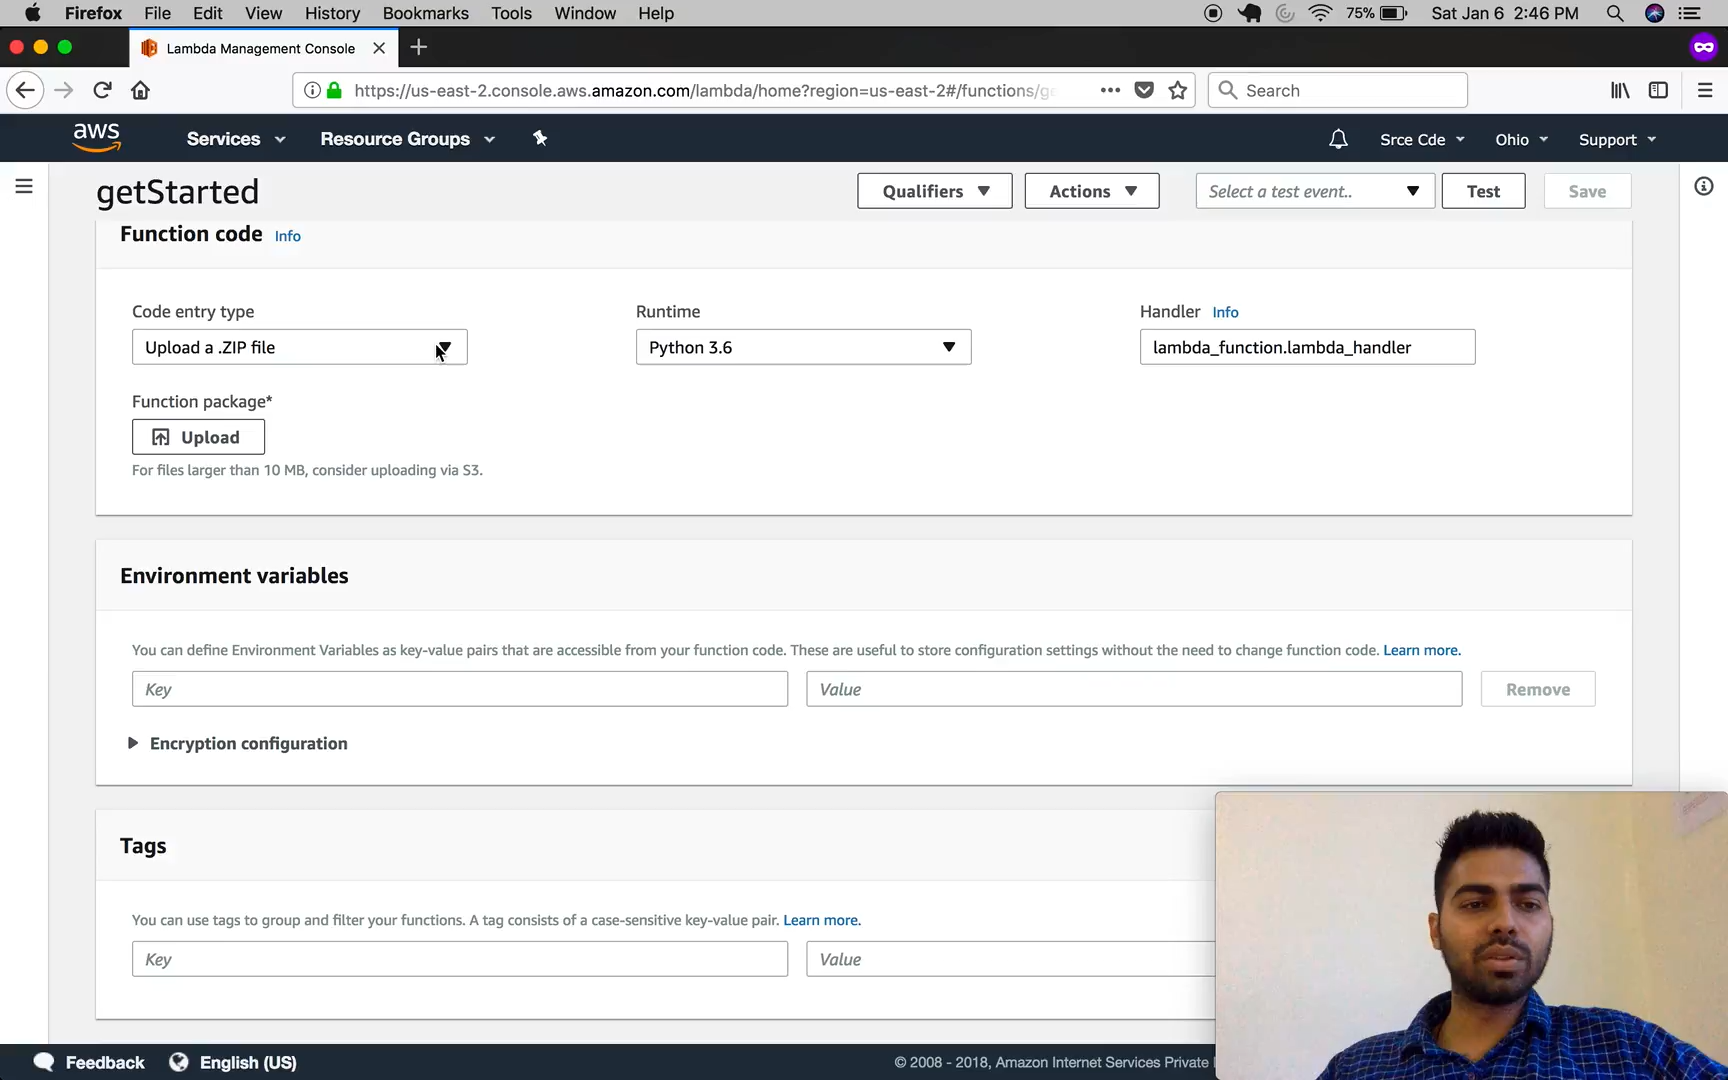 Firefox File Edit View History Bookmarks Tools Window Help 75% Sat Jan 6 2:46 PM
Lambda Management Console
https://us-east-2.console.aws.amazon.com/lambda/home?region=us-east-2#/functions/ge Search
aws Services Resource Groups Srce Cde Ohio Support
getStarted Qualifiers Actions Select a test event.. Test Save
Function code Info
Code entry type Runtime Handler Info
Upload a .ZIP file Python 3.6 lambda_function.lambda_handler
Function package*
Upload
For files larger than 10 MB, consider uploading via S3.
Environment variables
You can define Environment Variables as key-value pairs that are accessible from your function code. These are useful to store configuration settings without the need to change function code. Learn more.
Key Value Remove
Encryption configuration
Tags
You can use tags to group and filter your functions. A tag consists of a case-sensitive key-value pair. Learn more.
Key Value
Feedback English (US) © 2008 - 2018, Amazon Internet Services Private